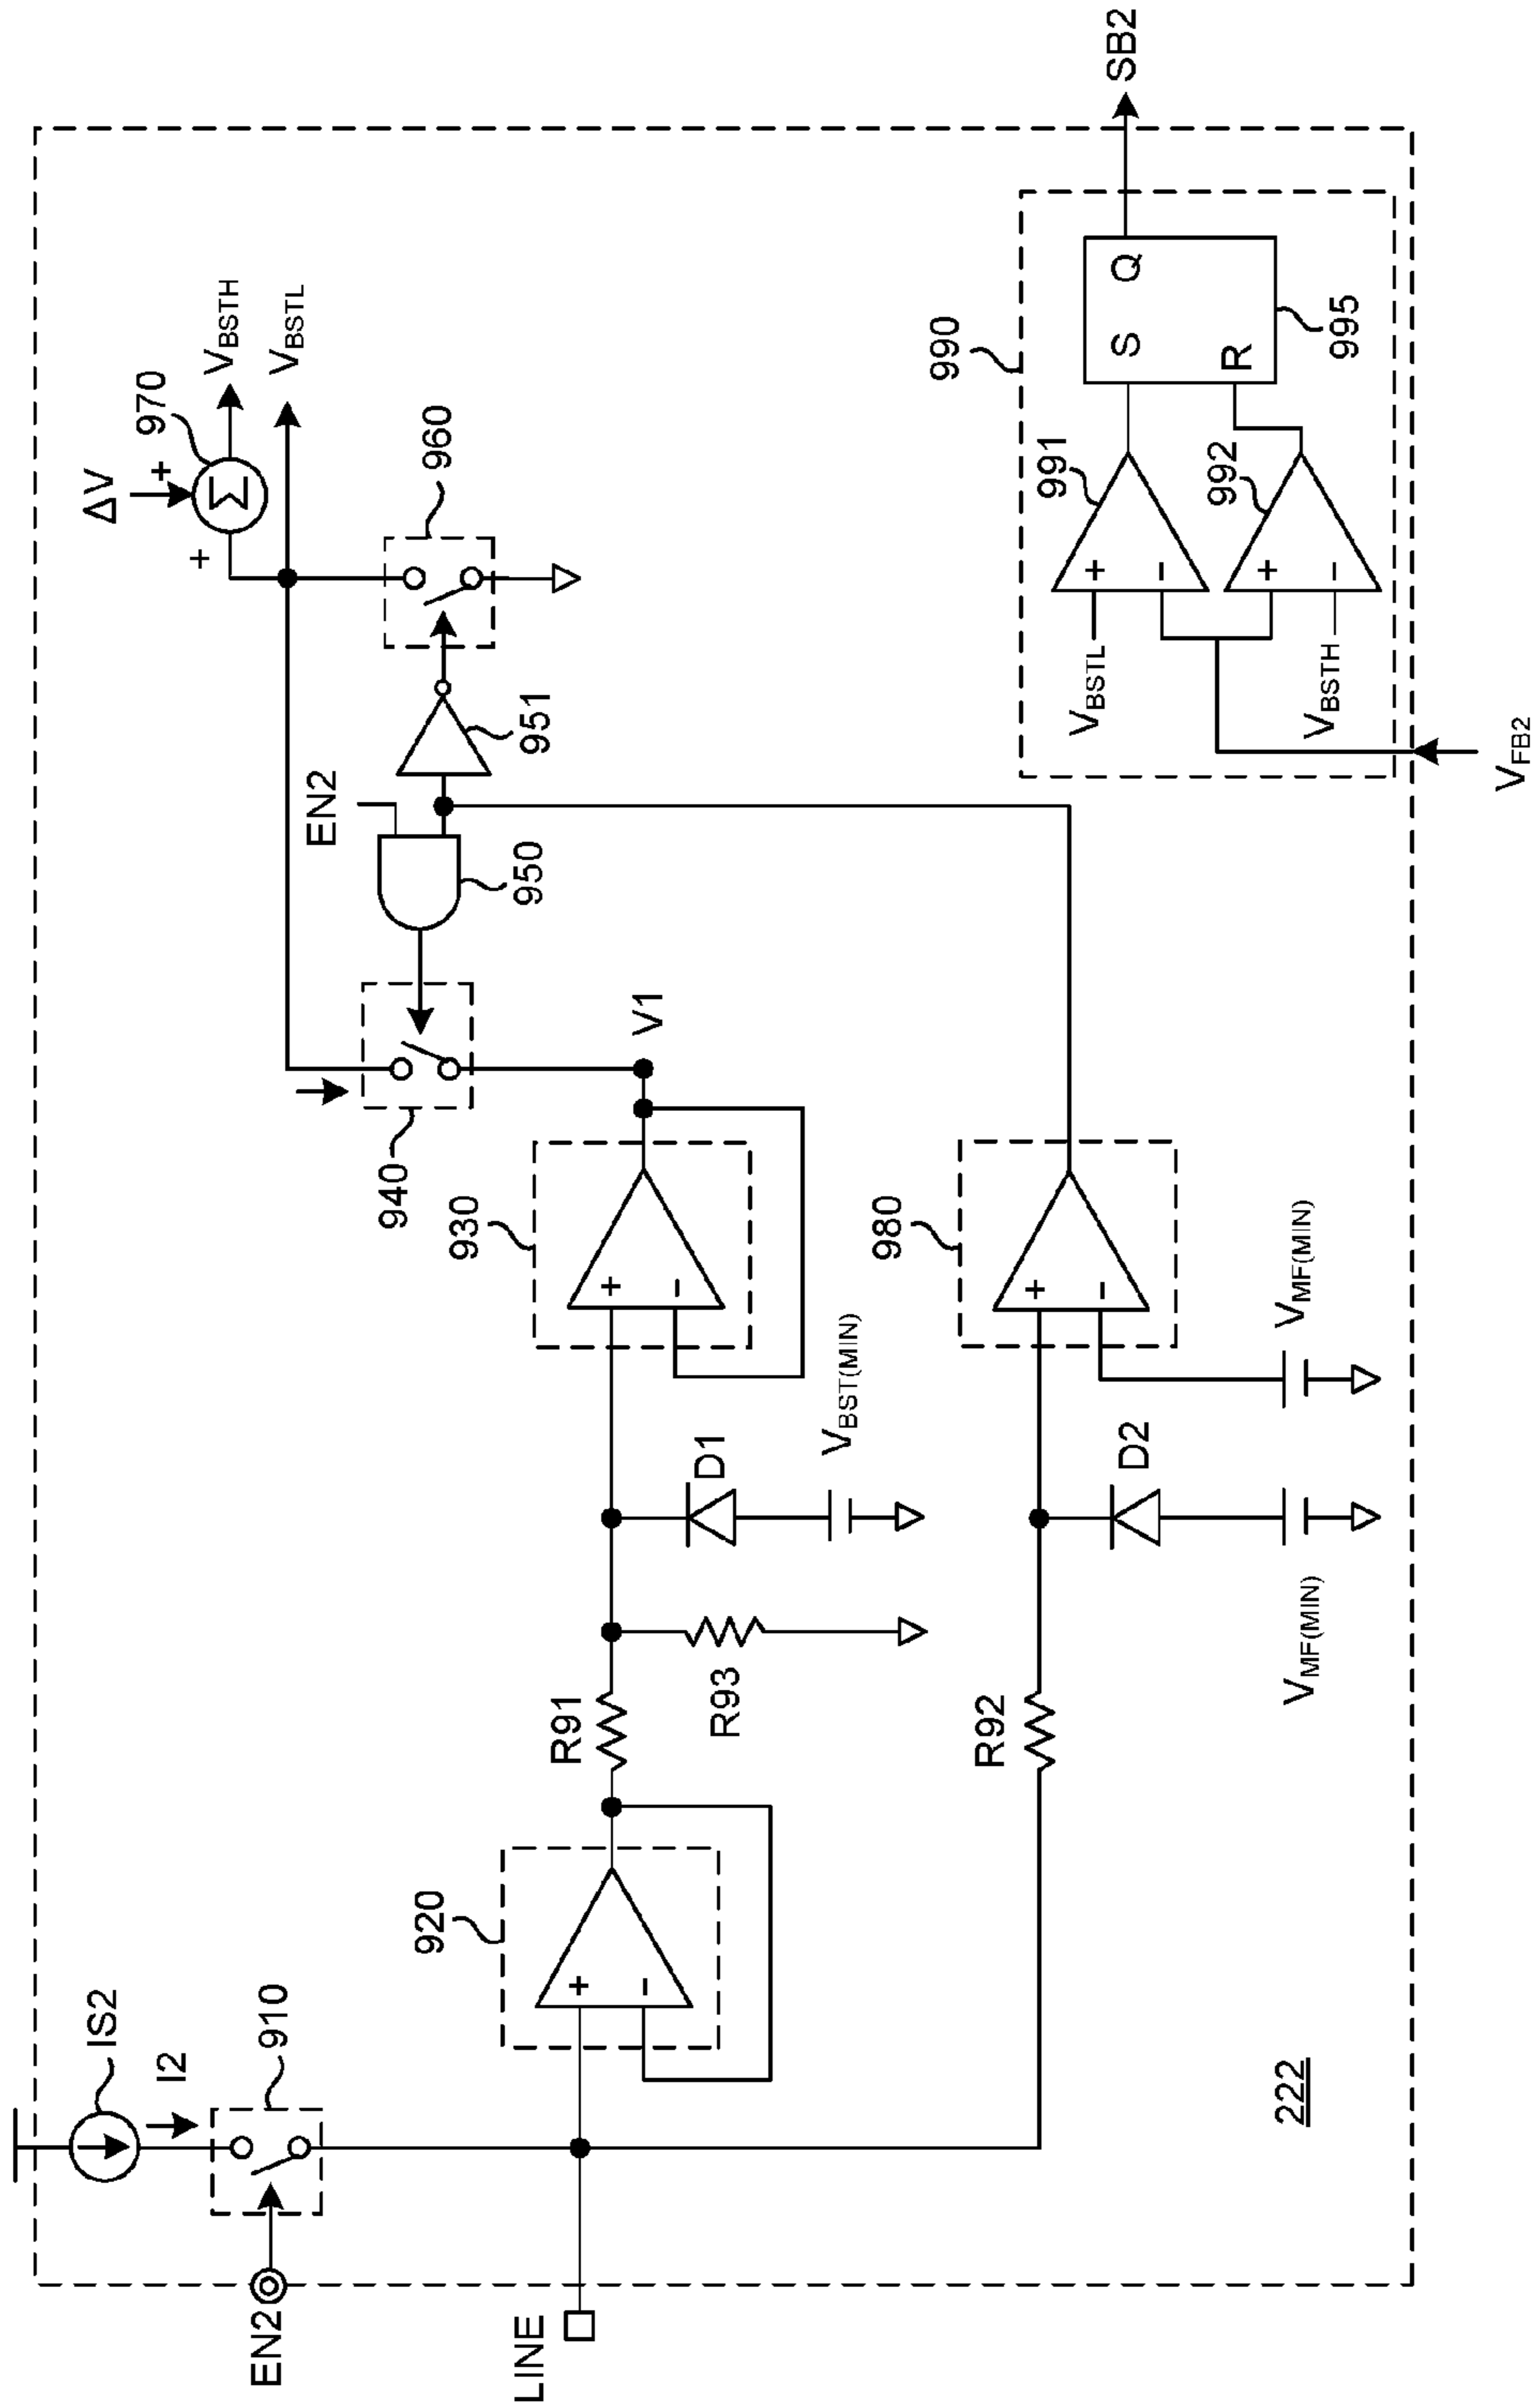 ΔV
970
VBSTH
VBSTL
+
+
Σ
IS2
I2
910
EN2
940
EN2
951
960
950
LINE
920
+
-
R91
R93
D1
VBST(MIN)
930
+
-
V1
R92
D2
VMF(MIN)
VMF(MIN)
980
+
-
990
VBSTL
991
+
-
992
+
-
VBSTH
S
Q
R
995
SB2
VFB2
222